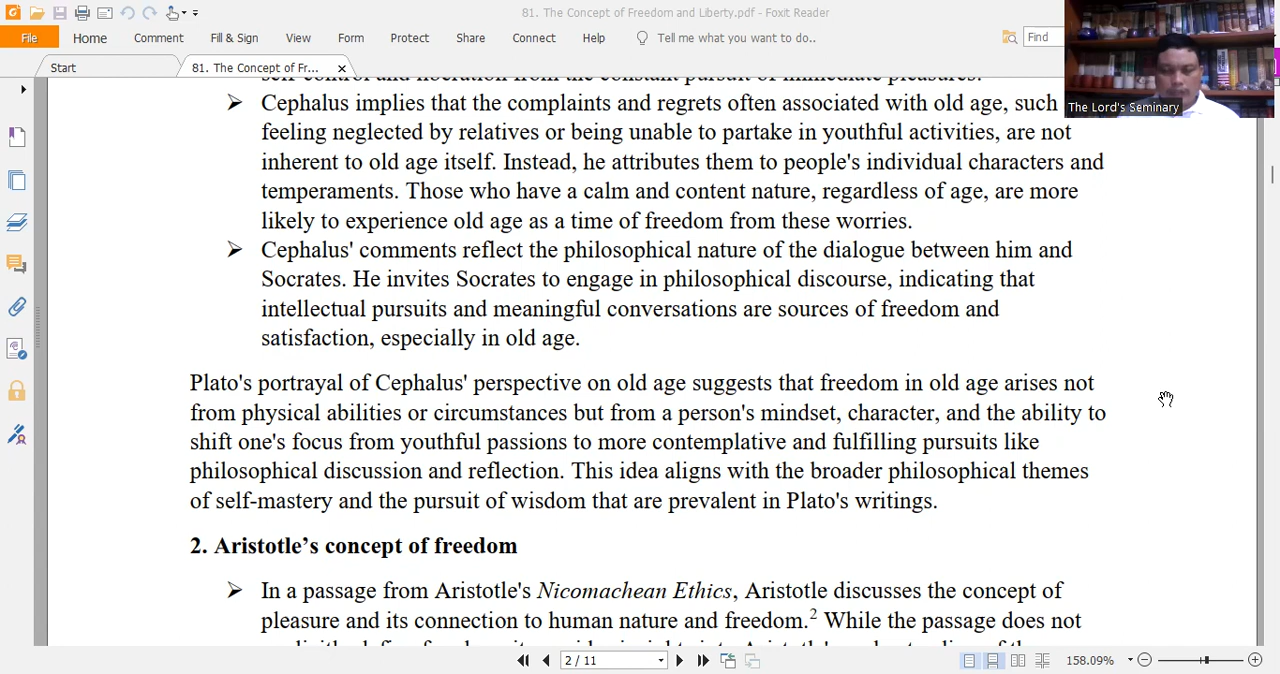 81. The Concept of Freedom and Liberty.pdf - Foxit Reader
File Home Comment Fill & Sign View Form Protect Share Connect Help Tell me what you want to do.. Find
Start 81. The Concept of Fr...
The Lord's Seminary
self-control and liberation from the constant pursuit of immediate pleasures.
➢ Cephalus implies that the complaints and regrets often associated with old age, such
feeling neglected by relatives or being unable to partake in youthful activities, are not
inherent to old age itself. Instead, he attributes them to people's individual characters and
temperaments. Those who have a calm and content nature, regardless of age, are more
likely to experience old age as a time of freedom from these worries.
➢ Cephalus' comments reflect the philosophical nature of the dialogue between him and
Socrates. He invites Socrates to engage in philosophical discourse, indicating that
intellectual pursuits and meaningful conversations are sources of freedom and
satisfaction, especially in old age.
Plato's portrayal of Cephalus' perspective on old age suggests that freedom in old age arises not
from physical abilities or circumstances but from a person's mindset, character, and the ability to
shift one's focus from youthful passions to more contemplative and fulfilling pursuits like
philosophical discussion and reflection. This idea aligns with the broader philosophical themes
of self-mastery and the pursuit of wisdom that are prevalent in Plato's writings.
2. Aristotle’s concept of freedom
➢ In a passage from Aristotle's Nicomachean Ethics, Aristotle discusses the concept of
pleasure and its connection to human nature and freedom.2 While the passage does not
2 / 11 158.09%